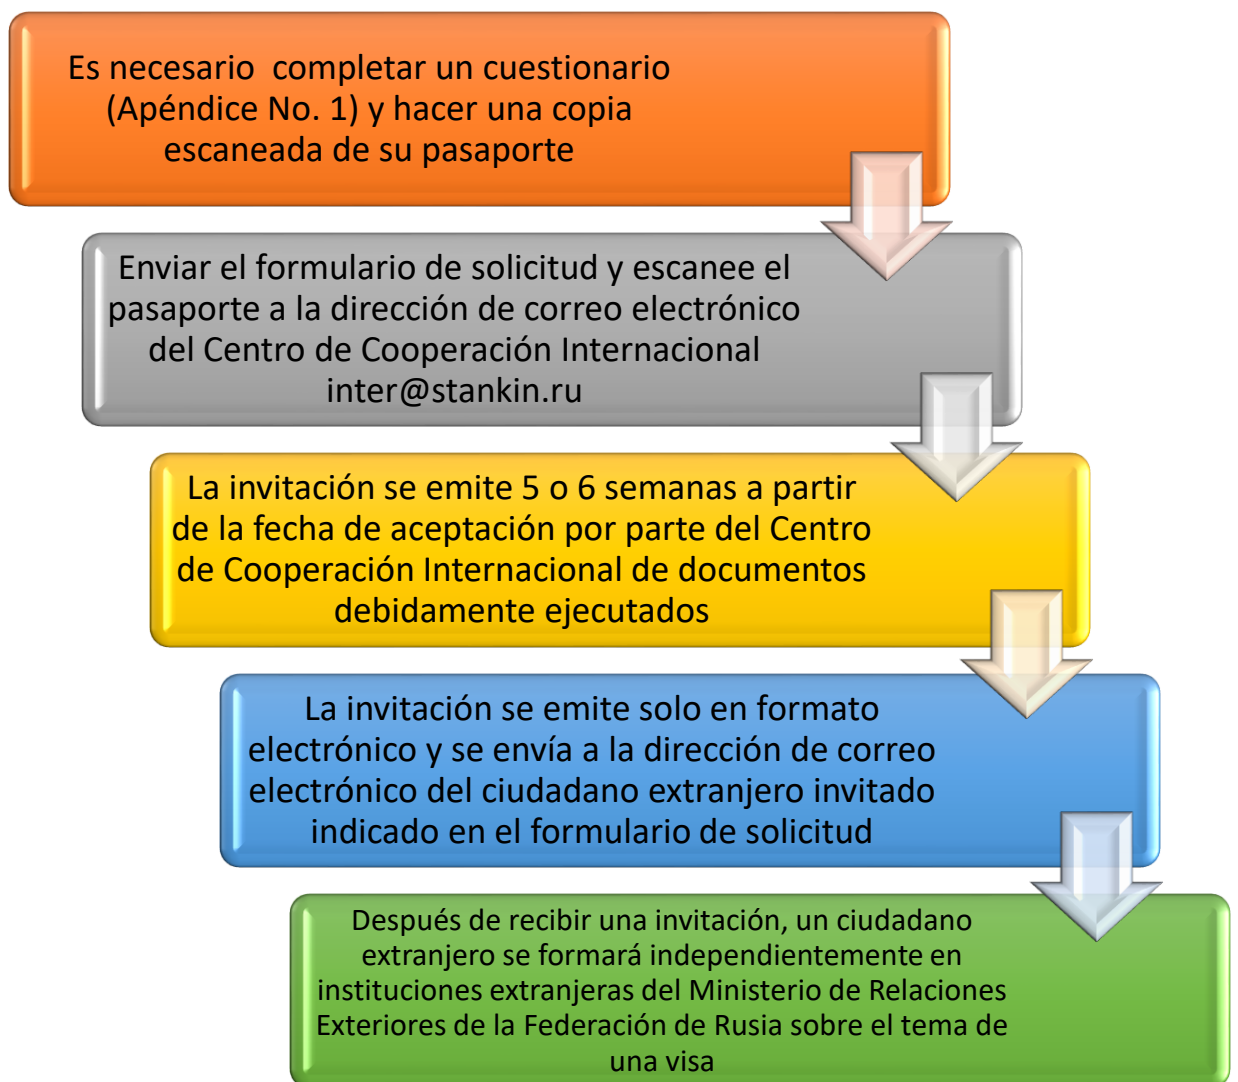 Es necesario completar un cuestionario
(Apéndice No. 1) y hacer una copia
escaneada de su pasaporte
Enviar el formulario de solicitud y escanee el
pasaporte a la dirección de correo electrónico
del Centro de Cooperación Internacional
inter@stankin.ru
La invitación se emite 5 o 6 semanas a partir
de la fecha de aceptación por parte del Centro
de Cooperación Internacional de documentos
debidamente ejecutados
La invitación se emite solo en formato
electrónico y se envía a la dirección de correo
electrónico del ciudadano extranjero invitado
indicado en el formulario de solicitud
Después de recibir una invitación, un ciudadano
extranjero se formará independientemente en
instituciones extranjeras del Ministerio de Relaciones
Exteriores de la Federación de Rusia sobre el tema de
una visa